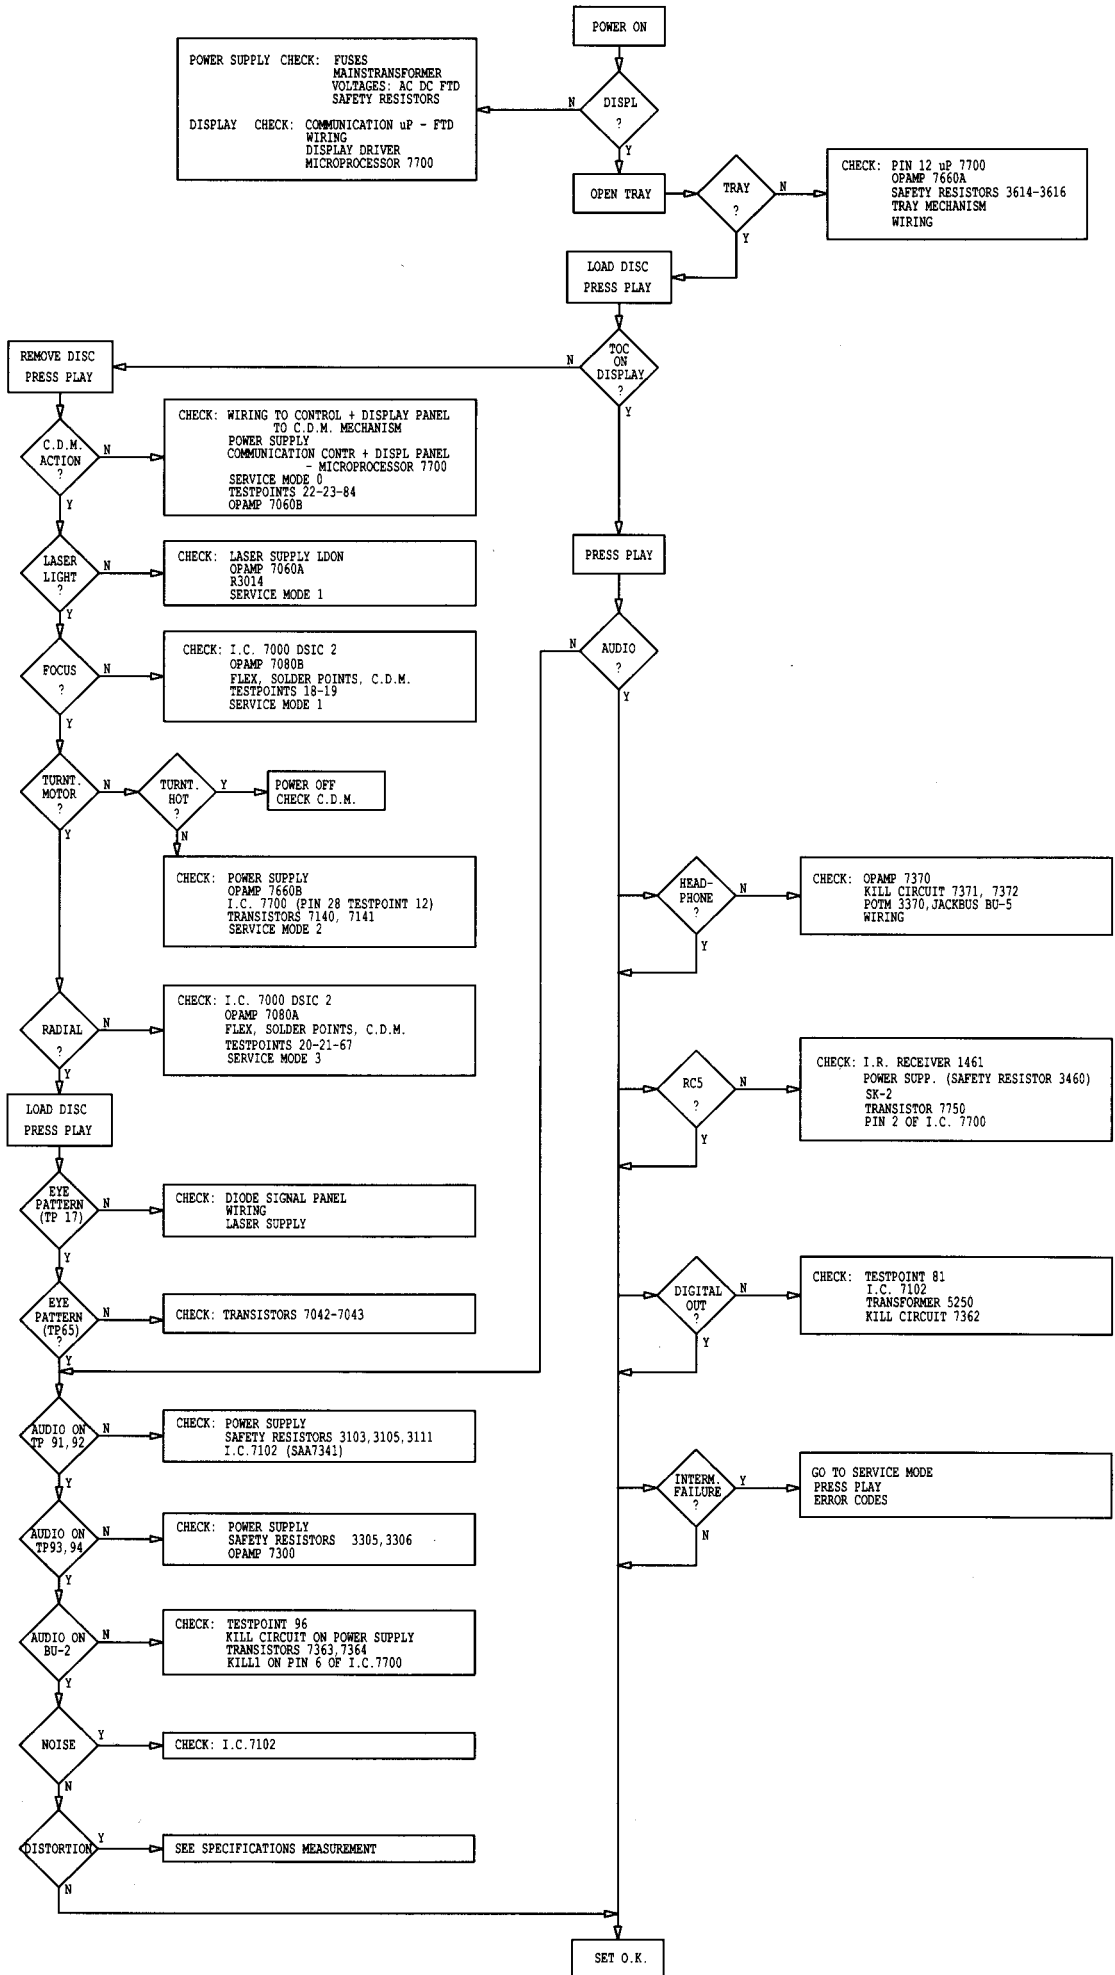 POWER ON
POWER SUPPLY CHECK: FUSES
MAINSTRANSFORMER
VOLTAGES: AC DC FTD
SAFETY RESISTORS
DISPLAY CHECK: COMMUNICATION uP - FTD
WIRING
DISPLAY DRIVER
MICROPROCESSOR 7700
N
DISPL
?
Y
OPEN TRAY
TRAY
?
N
Y
CHECK: PIN 12 uP 7700
OPAMP 7660A
SAFETY RESISTORS 3614-3616
TRAY MECHANISM
WIRING
LOAD DISC
PRESS PLAY
TOC
ON
DISPLAY
?
N
Y
REMOVE DISC
PRESS PLAY
C.D.M.
ACTION
?
N
Y
CHECK: WIRING TO CONTROL + DISPLAY PANEL
TO C.D.M. MECHANISM
POWER SUPPLY
COMMUNICATION CONTR + DISPL PANEL
- MICROPROCESSOR 7700
SERVICE MODE 0
TESTPOINTS 22-23-84
OPAMP 7060B
LASER
LIGHT
?
N
Y
CHECK: LASER SUPPLY LDON
OPAMP 7060A
R3014
SERVICE MODE 1
FOCUS
?
N
Y
CHECK: I.C. 7000 DSIC 2
OPAMP 7080B
FLEX, SOLDER POINTS, C.D.M.
TESTPOINTS 18-19
SERVICE MODE 1
TURNT.
MOTOR
?
N
Y
TURNT.
HOT
?
Y
N
POWER OFF
CHECK C.D.M.
CHECK: POWER SUPPLY
OPAMP 7660B
I.C. 7700 (PIN 28 TESTPOINT 12)
TRANSISTORS 7140, 7141
SERVICE MODE 2
RADIAL
?
N
Y
CHECK: I.C. 7000 DSIC 2
OPAMP 7080A
FLEX, SOLDER POINTS, C.D.M.
TESTPOINTS 20-21-67
SERVICE MODE 3
LOAD DISC
PRESS PLAY
EYE
PATTERN
(TP 17)
N
Y
CHECK: DIODE SIGNAL PANEL
WIRING
LASER SUPPLY
EYE
PATTERN
(TP65)
?
N
Y
CHECK: TRANSISTORS 7042-7043
AUDIO ON
TP 91,92
N
Y
CHECK: POWER SUPPLY
SAFETY RESISTORS 3103,3105,3111
I.C.7102 (SAA7341)
AUDIO ON
TP93,94
N
Y
CHECK: POWER SUPPLY
SAFETY RESISTORS 3305,3306
OPAMP 7300
AUDIO ON
BU-2
N
Y
CHECK: TESTPOINT 96
KILL CIRCUIT ON POWER SUPPLY
TRANSISTORS 7363,7364
KILL1 ON PIN 6 OF I.C.7700
NOISE
Y
N
CHECK: I.C.7102
DISTORTION
Y
N
SEE SPECIFICATIONS MEASUREMENT
PRESS PLAY
AUDIO
?
N
Y
HEAD-
PHONE
?
N
Y
CHECK: OPAMP 7370
KILL CIRCUIT 7371, 7372
POTM 3370,JACKBUS BU-5
WIRING
RC5
?
N
Y
CHECK: I.R. RECEIVER 1461
POWER SUPP. (SAFETY RESISTOR 3460)
SK-2
TRANSISTOR 7750
PIN 2 OF I.C. 7700
DIGITAL
OUT
?
N
Y
CHECK: TESTPOINT 81
I.C. 7102
TRANSFORMER 5250
KILL CIRCUIT 7362
INTERM.
FAILURE
?
Y
N
GO TO SERVICE MODE
PRESS PLAY
ERROR CODES
SET O.K.